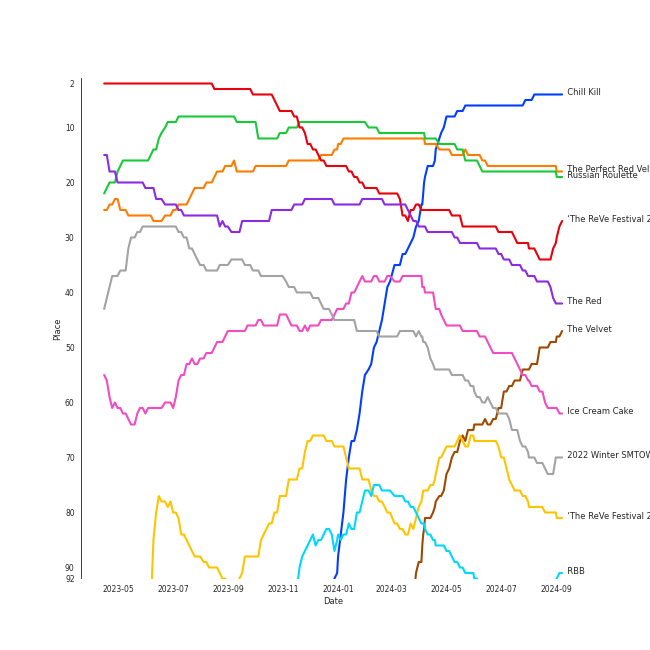 2
10
20
30
40
50
60
70
80
90
92
Place
2023-05
2023-07
2023-09
2023-11
2024-01
2024-03
2024-05
2024-07
2024-09
Date
Chill Kill
The Perfect Red Vel
Russian Roulette
'The ReVe Festival 2
The Red
The Velvet
Ice Cream Cake
2022 Winter SMTOW
'The ReVe Festival 2
RBB